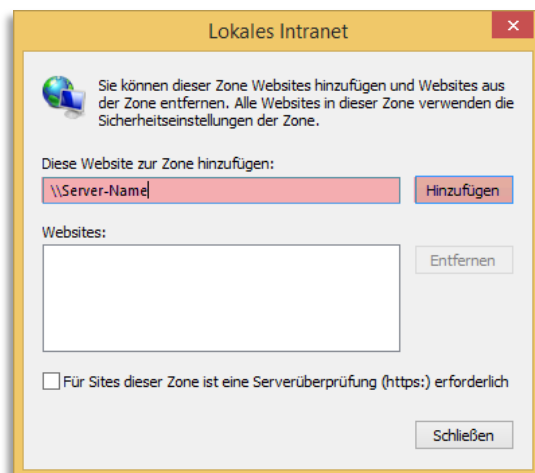 Lokales Intranet
Sie können dieser Zone Websites hinzufügen und Websites aus
der Zone entfernen. Alle Websites in dieser Zone verwenden die
Sicherheitseinstellungen der Zone.
Diese Website zur Zone hinzufügen:
\\Server-Name
Hinzufügen
Websites:
Entfernen
Für Sites dieser Zone ist eine Serverüberprüfung (https:) erforderlich
Schließen